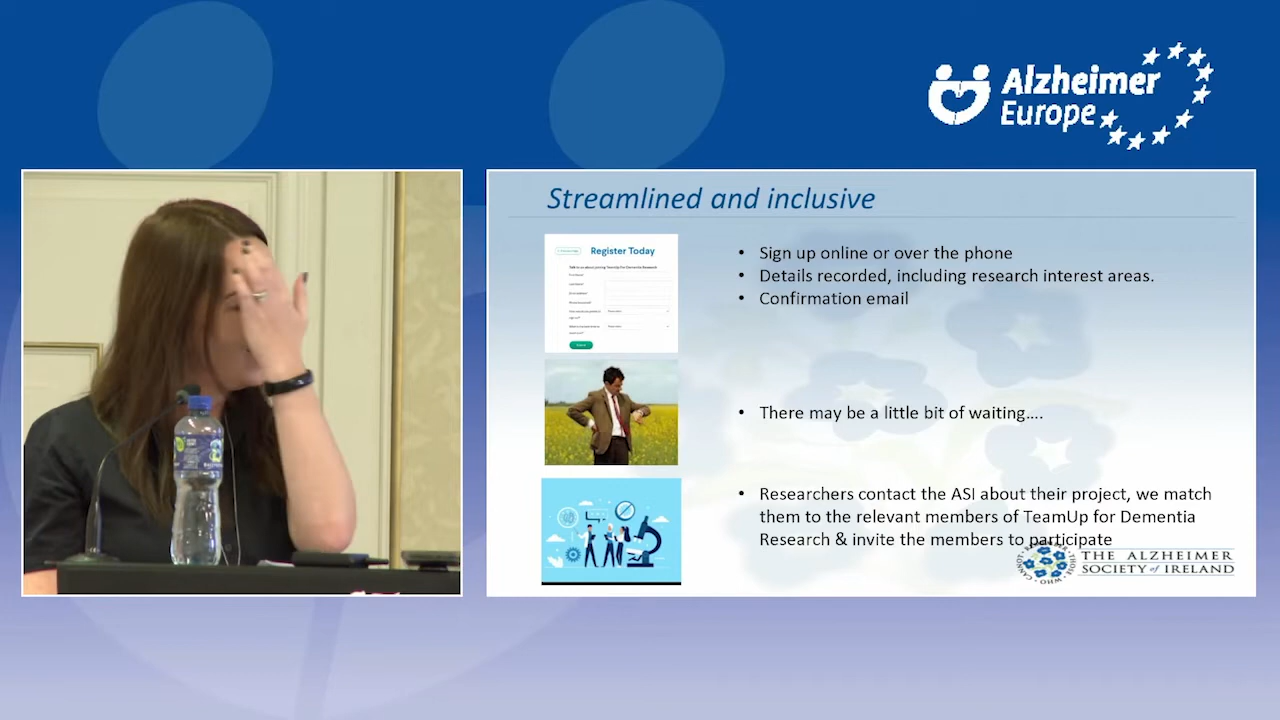 Alzheimer
Europe
Streamlined and inclusive
Register Today
• Sign up online or over the phone
• Details recorded, including research interest areas.
• Confirmation email
• There may be a little bit of waiting....
• Researchers contact the ASI about their project, we match
them to the relevant members of TeamUp for Dementia
Research & invite the members to participate
THE ALZHEIMER
SOCIETY of IRELAND